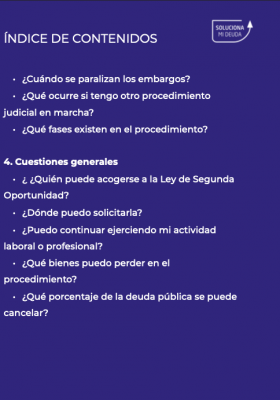 ÍNDICE DE CONTENIDOS
SOLUCIONA
MI DEUDA
• ¿Cuándo se paralizan los embargos?
• ¿Qué ocurre si tengo otro procedimiento
judicial en marcha?
• ¿Qué fases existen en el procedimiento?
4. Cuestiones generales
• ¿ ¿Quién puede acogerse a la Ley de Segunda
Oportunidad?
• ¿Dónde puedo solicitarla?
• ¿Puedo continuar ejerciendo mi actividad
laboral o profesional?
• ¿Qué bienes puedo perder en el
procedimiento?
• ¿Qué porcentaje de la deuda pública se puede
cancelar?